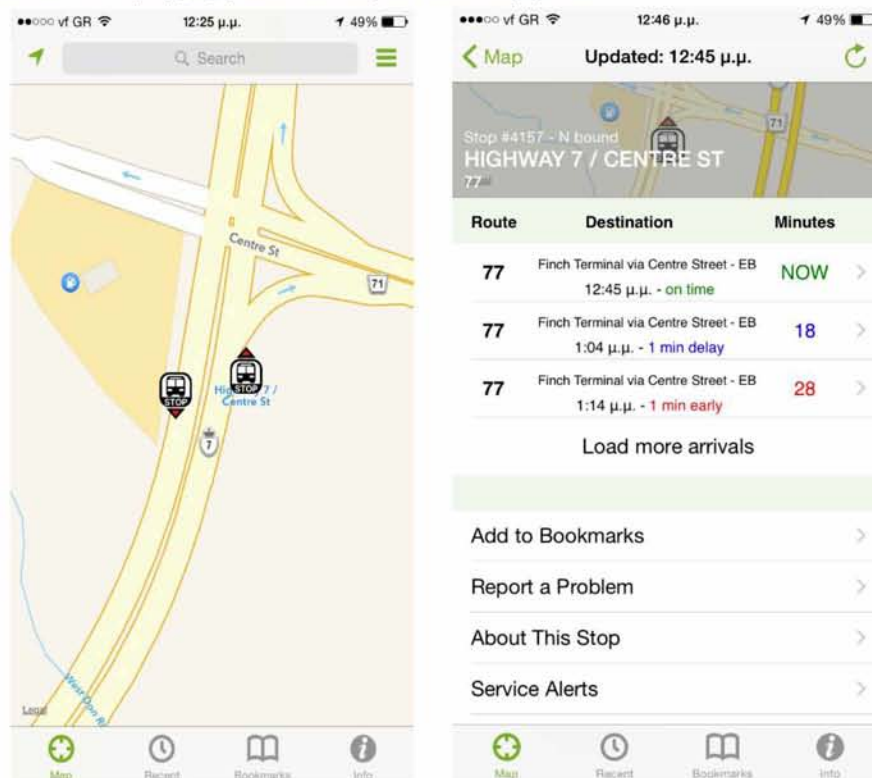 vf GR 12:25 μ.μ. 49%
Search
Centre St
71
STOP
STOP
Highway 7 /
Centre St
7
West Don R
Legal
Map Recent Bookmarks Info
vf GR 12:46 μ.μ. 49%
Map Updated: 12:45 μ.μ.
71
Stop #4157 - N bound
HIGHWAY 7 / CENTRE ST
77
Route Destination Minutes
77 Finch Terminal via Centre Street - EB NOW
12:45 μ.μ. - on time
77 Finch Terminal via Centre Street - EB 18
1:04 μ.μ. - 1 min delay
77 Finch Terminal via Centre Street - EB 28
1:14 μ.μ. - 1 min early
Load more arrivals
Add to Bookmarks
Report a Problem
About This Stop
Service Alerts
Map Recent Bookmarks Info